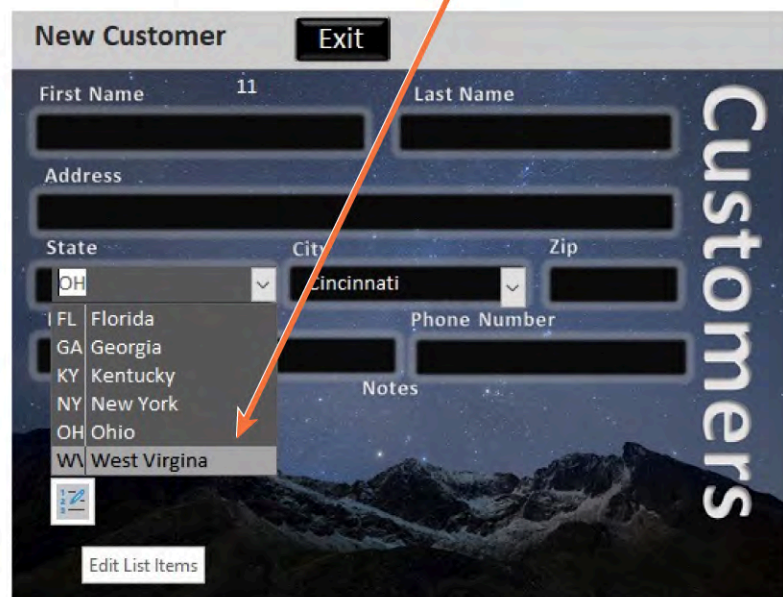 New Customer Exit
First Name 11 Last Name
Address
State City Zip
OH Cincinnati
FL Florida
Phone Number
GA Georgia
KY Kentucky
Notes
NY New York
OH Ohio
West Virgina
Edit List Items
Customers